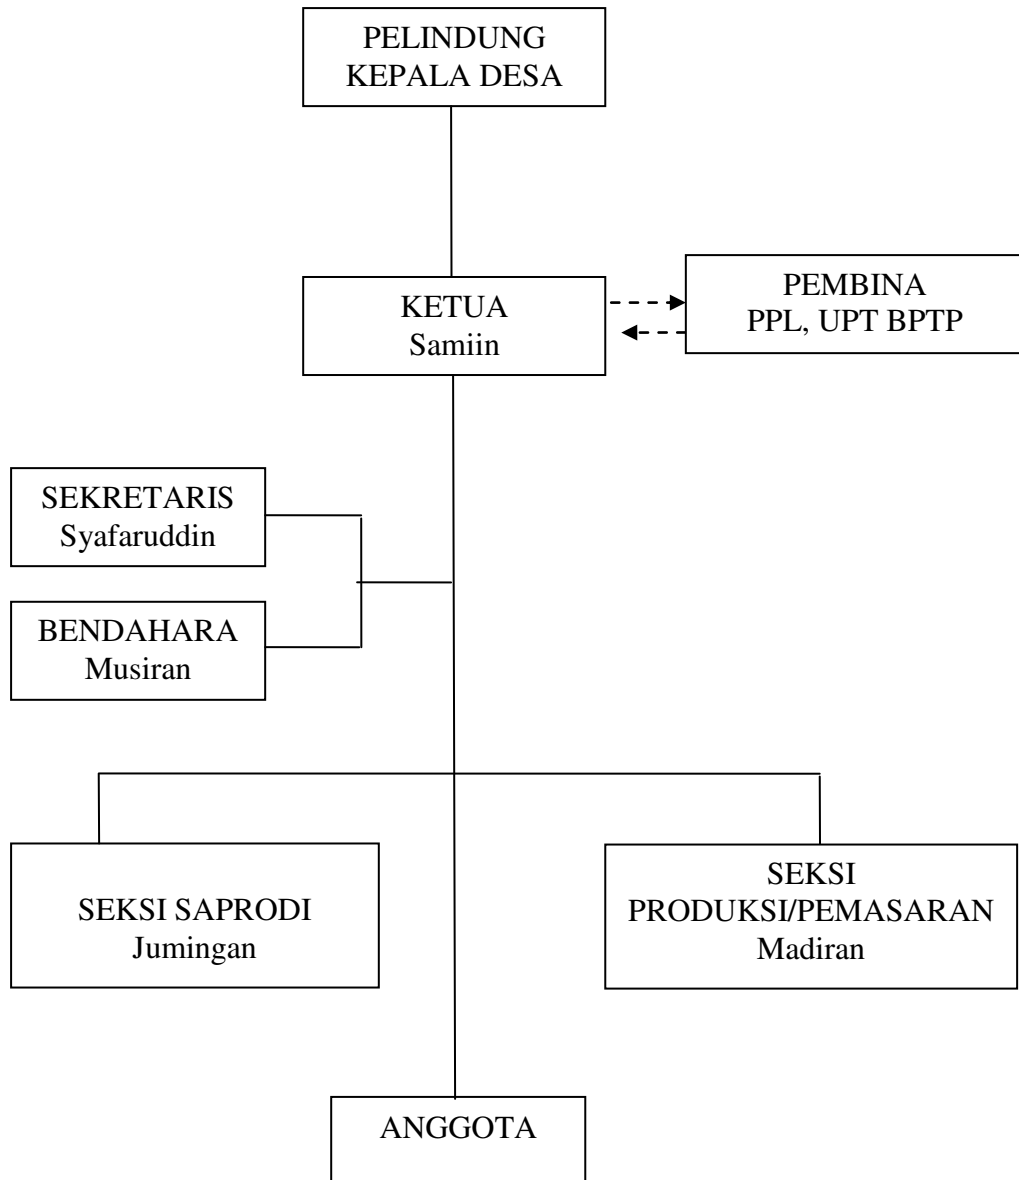 PELINDUNG
KEPALA DESA
KETUA
Samiin
PEMBINA
PPL, UPT BPTP
SEKRETARIS
Syafaruddin
BENDAHARA
Musiran
SEKSI SAPRODI
Jumingan
SEKSI
PRODUKSI/PEMASARAN
Madiran
ANGGOTA